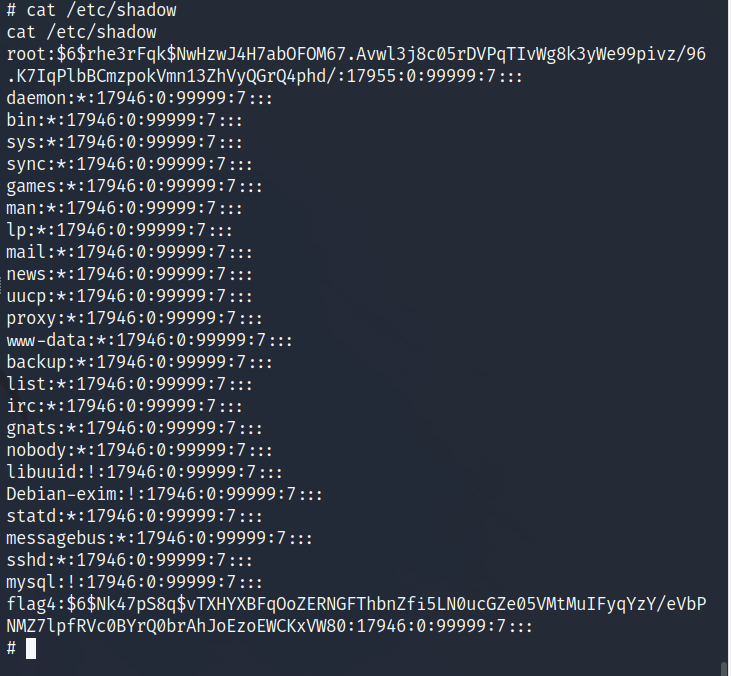 # cat /etc/shadow
cat /etc/shadow
root:$6$rhe3rFqk$NwHzwJ4H7abOFOM67.Avwl3j8c05rDVPqTIvWg8k3yWe99pivz/96
.K7IqPlbBCmzpokVmn13ZhVyQGrQ4phd/:17955:0:99999:7:::
daemon:*:17946:0:99999:7:::
bin:*:17946:0:99999:7:::
sys:*:17946:0:99999:7:::
sync:*:17946:0:99999:7:::
games:*:17946:0:99999:7:::
man:*:17946:0:99999:7:::
lp:*:17946:0:99999:7:::
mail:*:17946:0:99999:7:::
news:*:17946:0:99999:7:::
uucp:*:17946:0:99999:7:::
proxy:*:17946:0:99999:7:::
www-data:*:17946:0:99999:7:::
backup:*:17946:0:99999:7:::
list:*:17946:0:99999:7:::
irc:*:17946:0:99999:7:::
gnats:*:17946:0:99999:7:::
nobody:*:17946:0:99999:7:::
libuuid:!:17946:0:99999:7:::
Debian-exim:!:17946:0:99999:7:::
statd:*:17946:0:99999:7:::
messagebus:*:17946:0:99999:7:::
sshd:*:17946:0:99999:7:::
mysql:!:17946:0:99999:7:::
flag4:$6$Nk47pS8q$vTXHYXBFqOoZERNGFThbnZfi5LN0ucGZe05VMtMuIFyqYzY/eVbP
NMZ7lpfRVc0BYrQ0brAhJoEzoEWCKxVW80:17946:0:99999:7:::
#